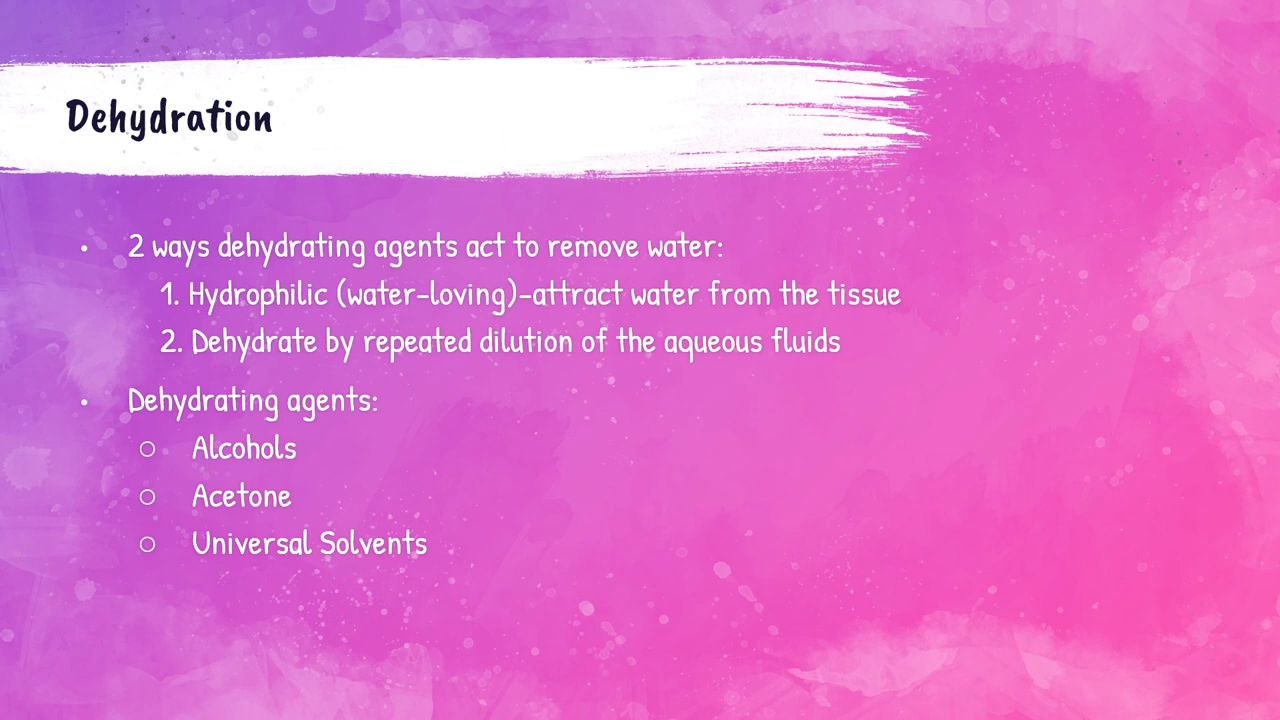 Dehydration
• 2 ways dehydrating agents act to remove water:
1. Hydrophilic (water-loving)-attract water from the tissue
2. Dehydrate by repeated dilution of the aqueous fluids
• Dehydrating agents:
○ Alcohols
○ Acetone
○ Universal Solvents